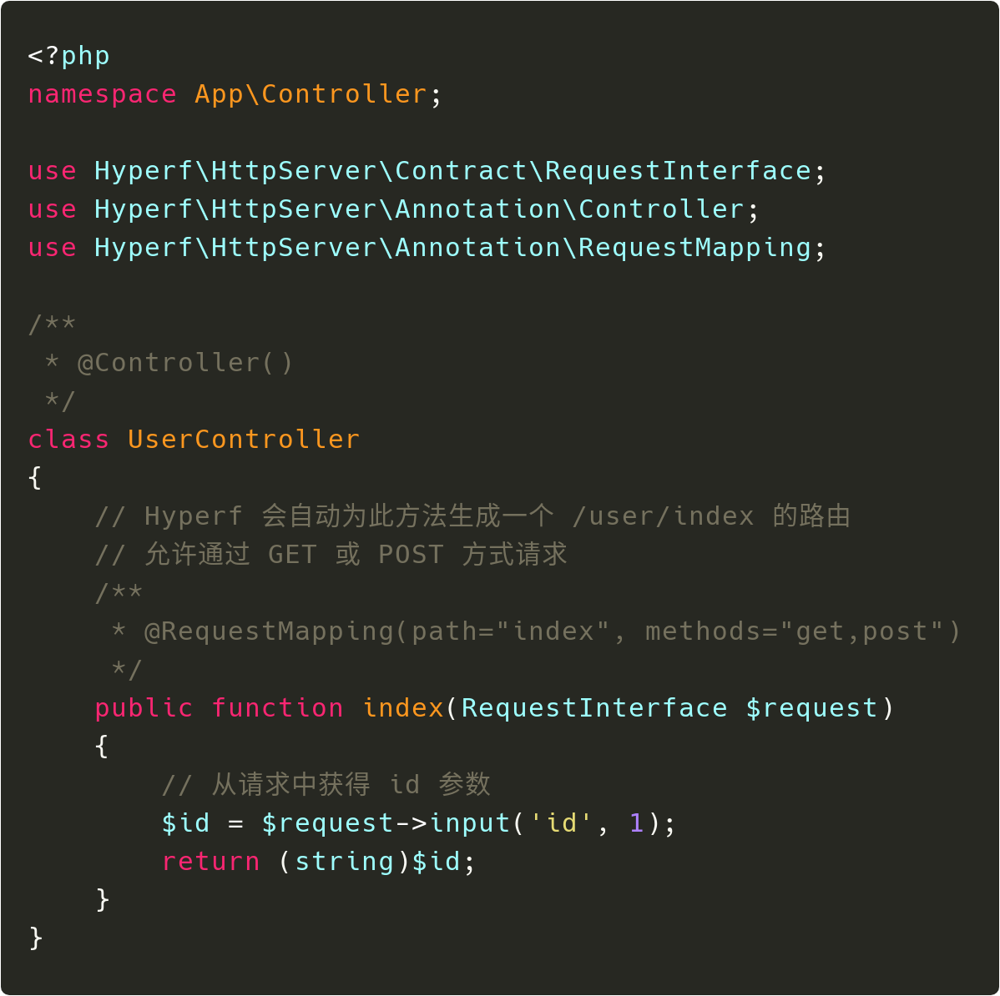 <?php
namespace App\Controller;

use Hyperf\HttpServer\Contract\RequestInterface;
use Hyperf\HttpServer\Annotation\Controller;
use Hyperf\HttpServer\Annotation\RequestMapping;

/**
 * @Controller()
 */
class UserController
{
    // Hyperf 会自动为此方法生成一个 /user/index 的路由
    // 允许通过 GET 或 POST 方式请求
    /**
     * @RequestMapping(path="index", methods="get,post")
     */
    public function index(RequestInterface $request)
    {
        // 从请求中获得 id 参数
        $id = $request->input('id', 1);
        return (string)$id;
    }
}